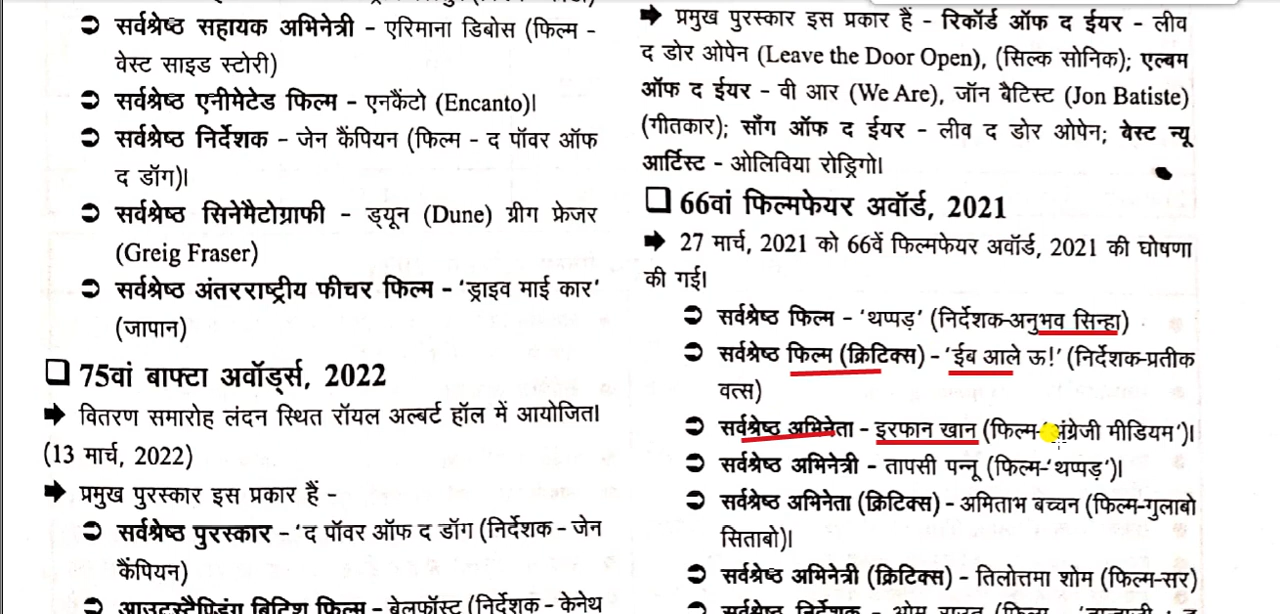 सर्वश्रेष्ठ सहायक अभिनेत्री - एरिमाना डिबोस (फिल्म -
वेस्ट साइड स्टोरी)
सर्वश्रेष्ठ एनीमेटेड फिल्म - एनकैंटो (Encanto)।
सर्वश्रेष्ठ निर्देशक - जेन कैंपियन (फिल्म - द पॉवर ऑफ
द डॉग)।
सर्वश्रेष्ठ सिनेमैटोग्राफी - ड्यून (Dune) ग्रीग फ्रेजर
(Greig Fraser)
सर्वश्रेष्ठ अंतरराष्ट्रीय फीचर फिल्म - 'ड्राइव माई कार'
(जापान)
75वां बाफ्टा अवॉर्ड्स, 2022
वितरण समारोह लंदन स्थित रॉयल अल्बर्ट हॉल में आयोजित।
(13 मार्च, 2022)
प्रमुख पुरस्कार इस प्रकार हैं -
सर्वश्रेष्ठ पुरस्कार - 'द पॉवर ऑफ द डॉग (निर्देशक - जेन
कैंपियन)
आउटस्टैण्डिंग ब्रिटिश फिल्म - बेलफॉस्ट (निर्देशक - केनेथ
प्रमुख पुरस्कार इस प्रकार हैं - रिकॉर्ड ऑफ द ईयर - लीव
द डोर ओपेन (Leave the Door Open), (सिल्क सोनिक); एल्बम
ऑफ द ईयर - वी आर (We Are), जॉन बैटिस्ट (Jon Batiste)
(गीतकार); सॉंग ऑफ द ईयर - लीव द डोर ओपेन; बेस्ट न्यू
आर्टिस्ट - ओलिविया रोड्रिगो।
66वां फिल्मफेयर अवॉर्ड, 2021
27 मार्च, 2021 को 66वें फिल्मफेयर अवॉर्ड, 2021 की घोषणा
की गई।
सर्वश्रेष्ठ फिल्म - 'थप्पड़' (निर्देशक-अनुभव सिन्हा)
सर्वश्रेष्ठ फिल्म (क्रिटिक्स) - 'ईब आले ऊ!' (निर्देशक-प्रतीक
वत्स)
सर्वश्रेष्ठ अभिनेता - इरफान खान (फिल्म-'अंग्रेजी मीडियम')।
सर्वश्रेष्ठ अभिनेत्री - तापसी पन्नू (फिल्म-'थप्पड़')।
सर्वश्रेष्ठ अभिनेता (क्रिटिक्स) - अमिताभ बच्चन (फिल्म-गुलाबो
सिताबो)।
सर्वश्रेष्ठ अभिनेत्री (क्रिटिक्स) - तिलोत्तमा शोम (फिल्म-सर)